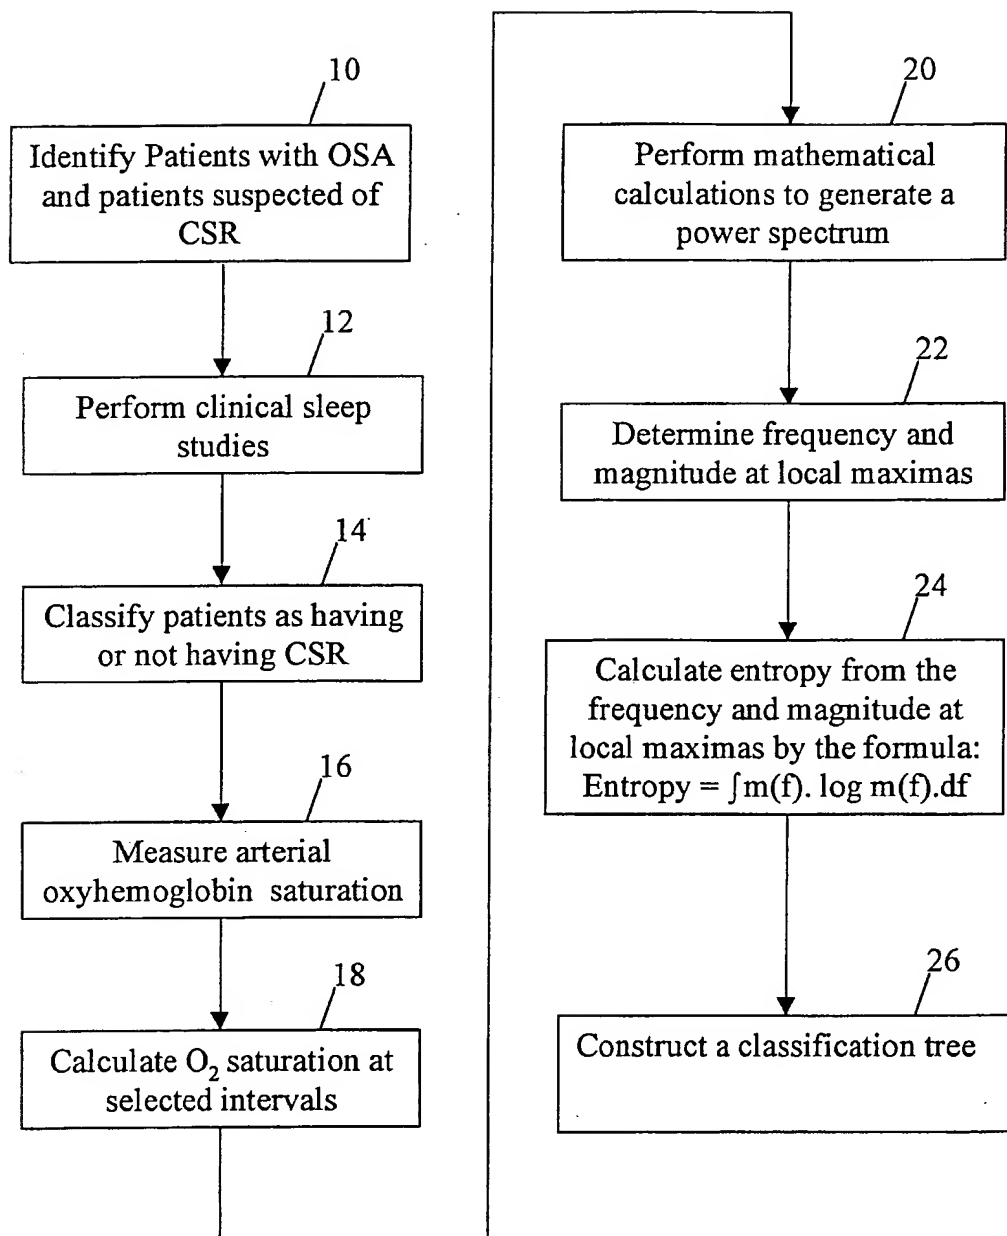 10
Identify Patients with OSA
and patients suspected of
CSR
12
Perform clinical sleep
studies
14
Classify patients as having
or not having CSR
16
Measure arterial
oxyhemoglobin saturation
18
Calculate O₂ saturation at
selected intervals
20
Perform mathematical
calculations to generate a
power spectrum
22
Determine frequency and
magnitude at local maximas
24
Calculate entropy from the
frequency and magnitude at
local maximas by the formula:
Entropy = ∫m(f). log m(f).df
26
Construct a classification tree